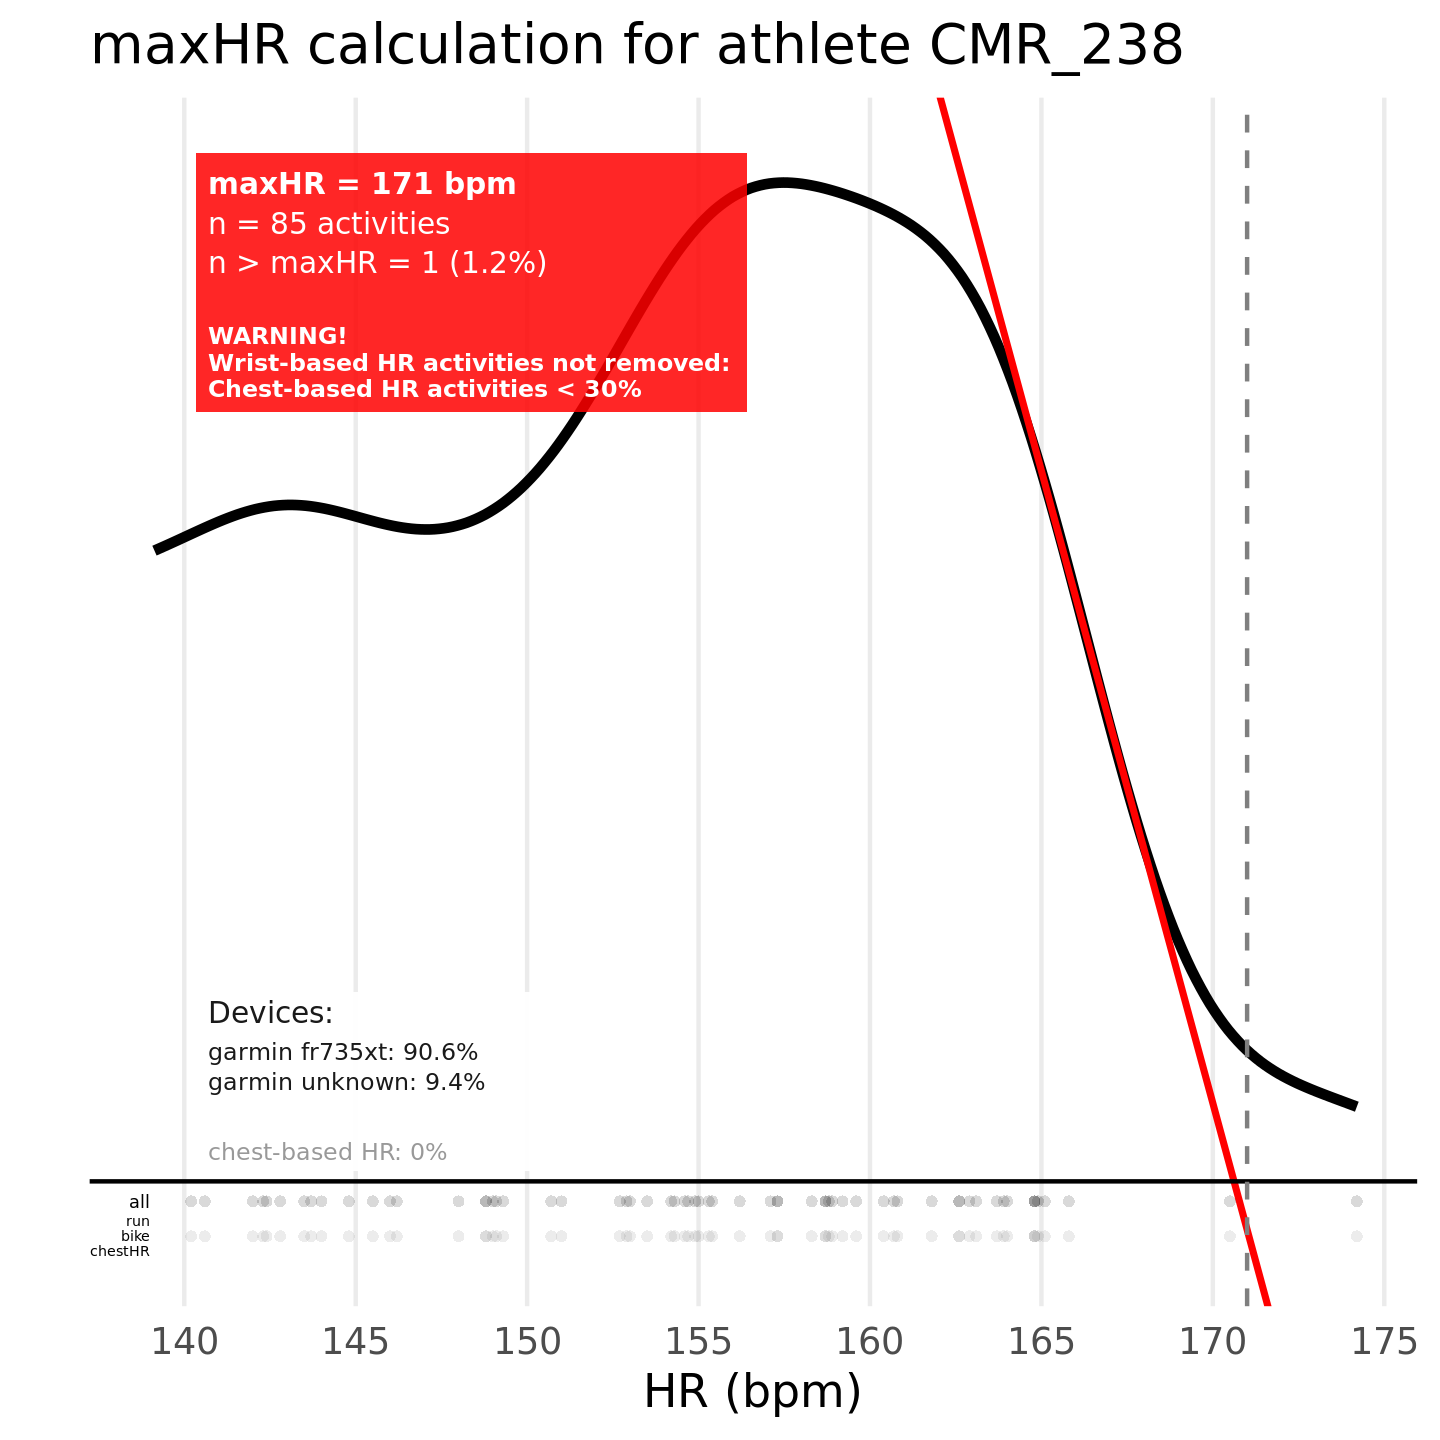 maxHR calculation for athlete CMR_238
maxHR = 171 bpm
n = 85 activities
n > maxHR = 1 (1.2%)
WARNING!
Wrist-based HR activities not removed:
Chest-based HR activities < 30%
Devices:
garmin fr735xt: 90.6%
garmin unknown: 9.4%
chest-based HR: 0%
all
run
bike
chestHR
140 145 150 155 160 165 170 175
HR (bpm)